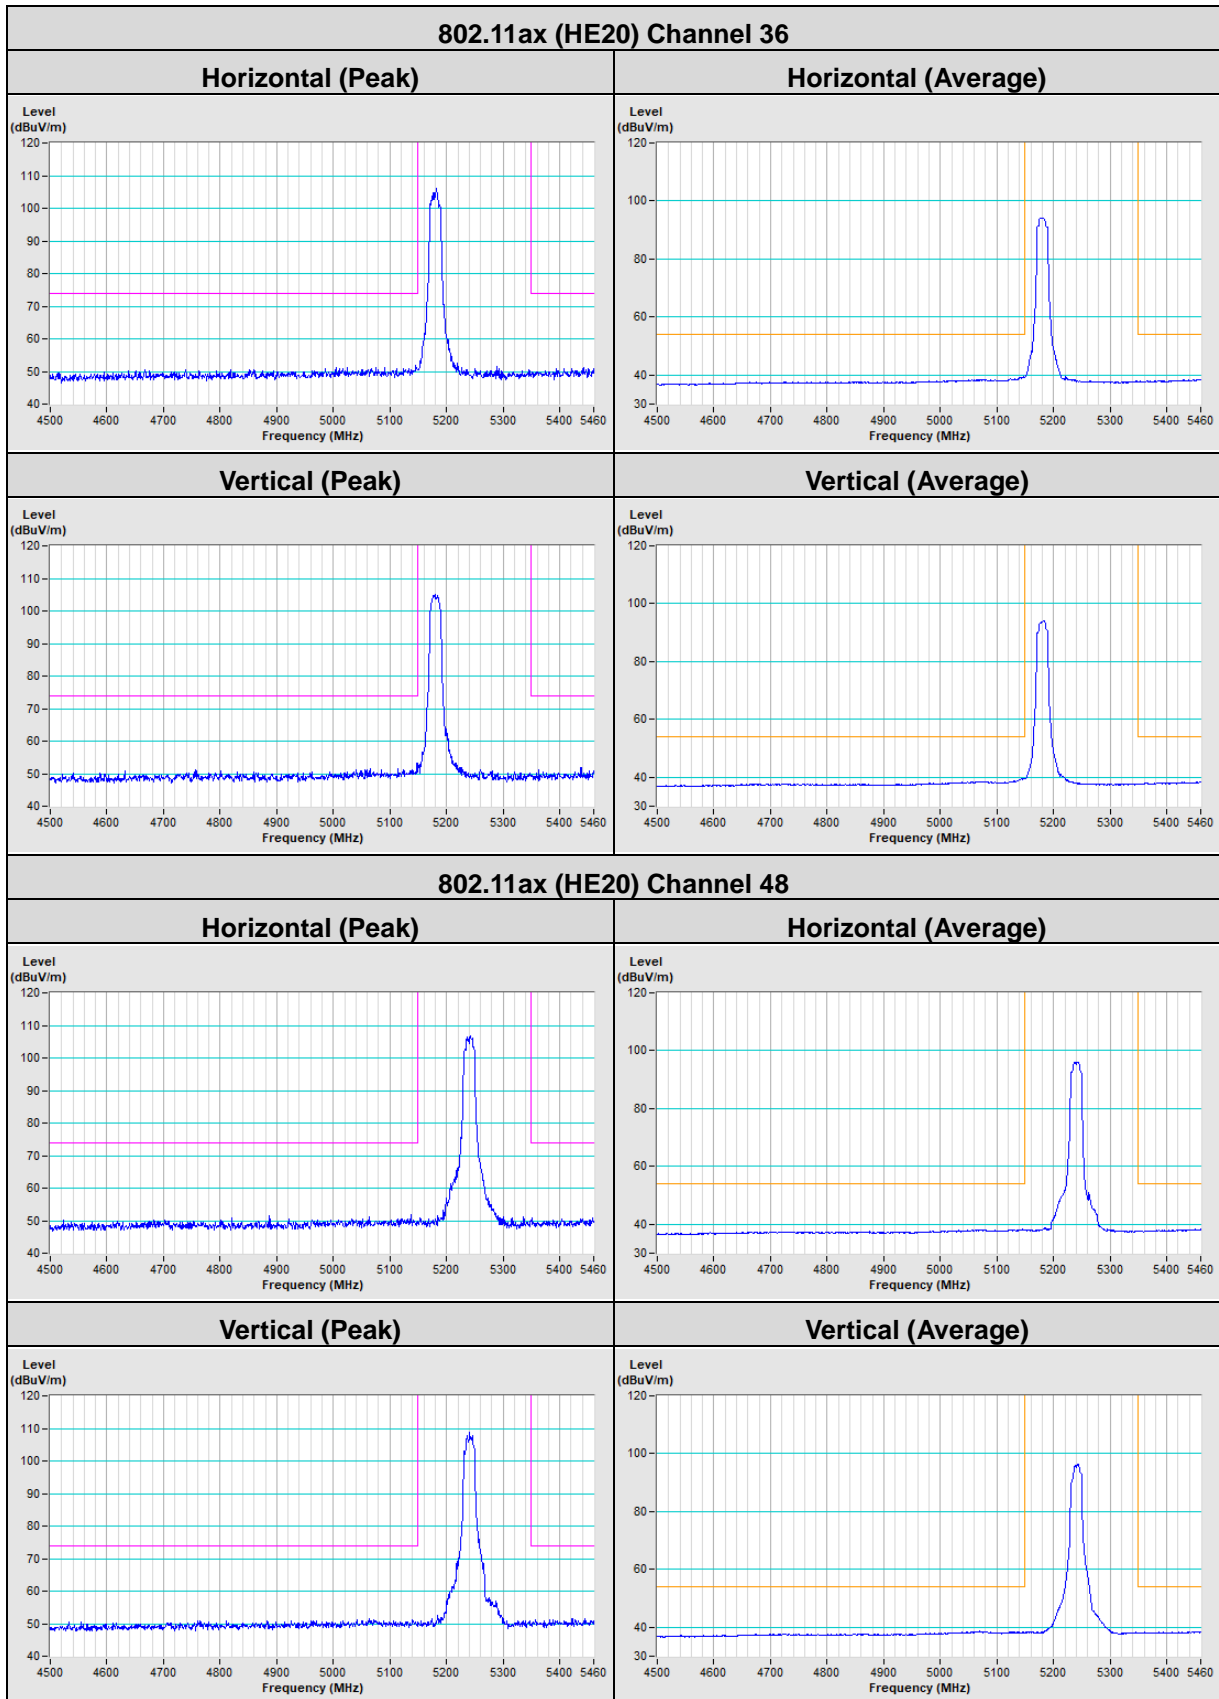 802.11ax (HE20) Channel 36
Horizontal (Peak)
Horizontal (Average)
Level
(dBuV/m)
120
110
100
90
80
70
60
50
40
4500 4600 4700 4800 4900 5000 5100 5200 5300 5400 5460
Frequency (MHz)
Level
(dBuV/m)
120
100
80
60
40
30
4500 4600 4700 4800 4900 5000 5100 5200 5300 5400 5460
Frequency (MHz)
Vertical (Peak)
Vertical (Average)
Level
(dBuV/m)
120
110
100
90
80
70
60
50
40
4500 4600 4700 4800 4900 5000 5100 5200 5300 5400 5460
Frequency (MHz)
Level
(dBuV/m)
120
100
80
60
40
30
4500 4600 4700 4800 4900 5000 5100 5200 5300 5400 5460
Frequency (MHz)
802.11ax (HE20) Channel 48
Horizontal (Peak)
Horizontal (Average)
Level
(dBuV/m)
120
110
100
90
80
70
60
50
40
4500 4600 4700 4800 4900 5000 5100 5200 5300 5400 5460
Frequency (MHz)
Level
(dBuV/m)
120
100
80
60
40
30
4500 4600 4700 4800 4900 5000 5100 5200 5300 5400 5460
Frequency (MHz)
Vertical (Peak)
Vertical (Average)
Level
(dBuV/m)
120
110
100
90
80
70
60
50
40
4500 4600 4700 4800 4900 5000 5100 5200 5300 5400 5460
Frequency (MHz)
Level
(dBuV/m)
120
100
80
60
40
30
4500 4600 4700 4800 4900 5000 5100 5200 5300 5400 5460
Frequency (MHz)